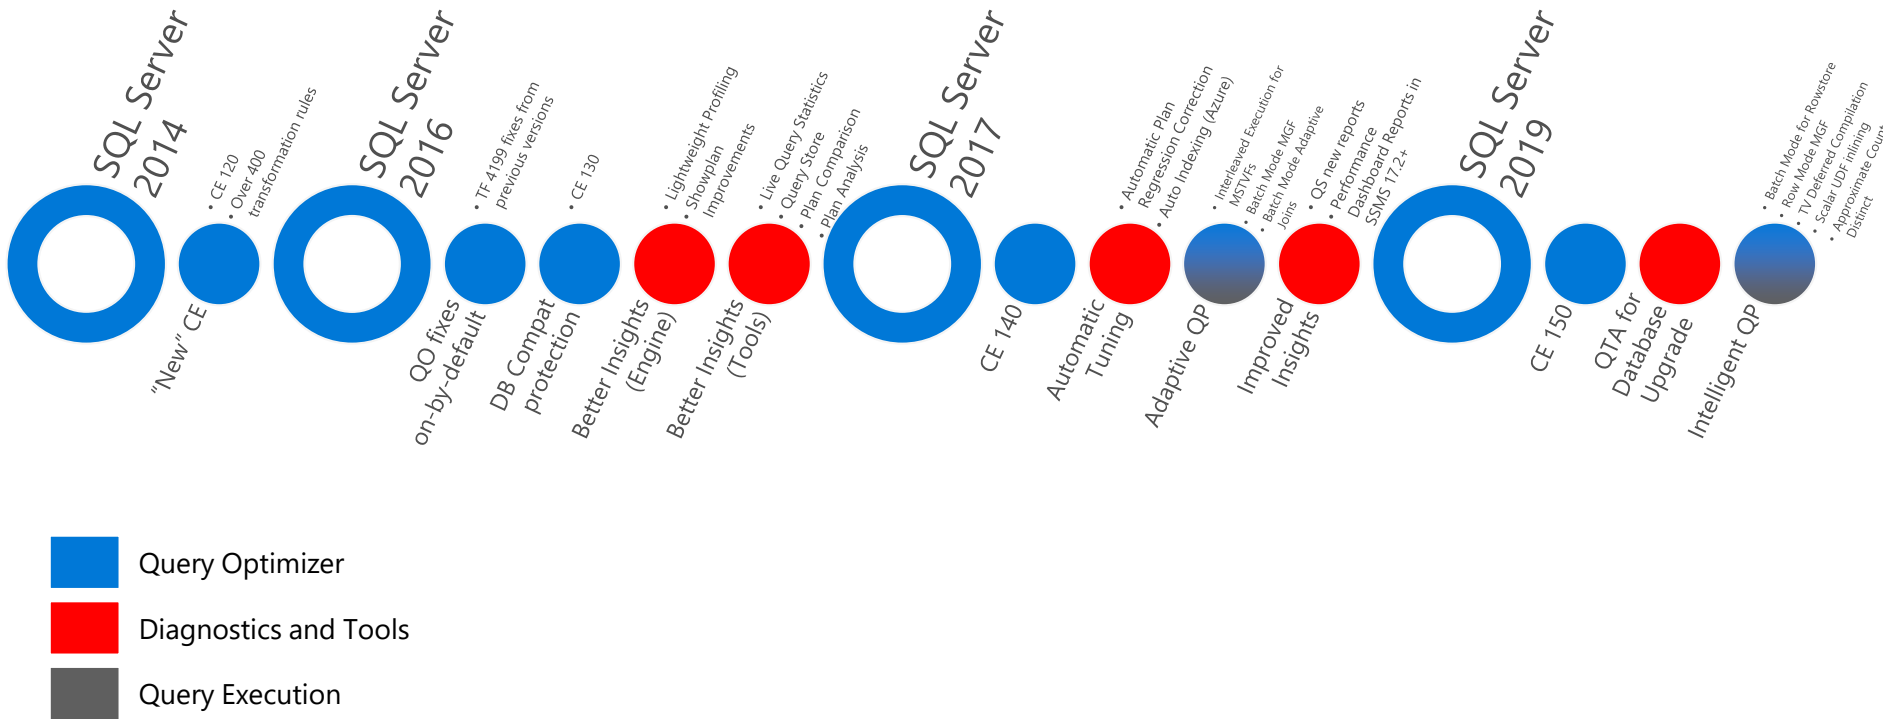 SQL Server
2014
• CE 120
• Over 400
transformation rules
"New" CE
SQL Server
2016
• TF 4199 fixes from
previous versions
QO fixes
on-by-default
• CE 130
DB Compat
protection
• Lightweight Profiling
• Showplan
Improvements
Better Insights
(Engine)
• Live Query Statistics
• Query Store
• Plan Comparison
• Plan Analysis
Better Insights
(Tools)
SQL Server
2017
CE 140
• Automatic Plan
Regression Correction
• Auto Indexing (Azure)
Automatic
Tuning
• Interleaved Execution for
MSTVFs
• Batch Mode MGF
• Batch Mode Adaptive
Joins
Adaptive QP
• QS new reports
• Performance
Dashboard Reports in
SSMS 17.2+
Improved
Insights
SQL Server
2019
CE 150
QTA for
Database
Upgrade
• Batch Mode for Rowstore
• Row Mode MGF
• TV Deferred Compilation
• Scalar UDF inlining
• Approximate Count
Distinct
Intelligent QP
Query Optimizer
Diagnostics and Tools
Query Execution